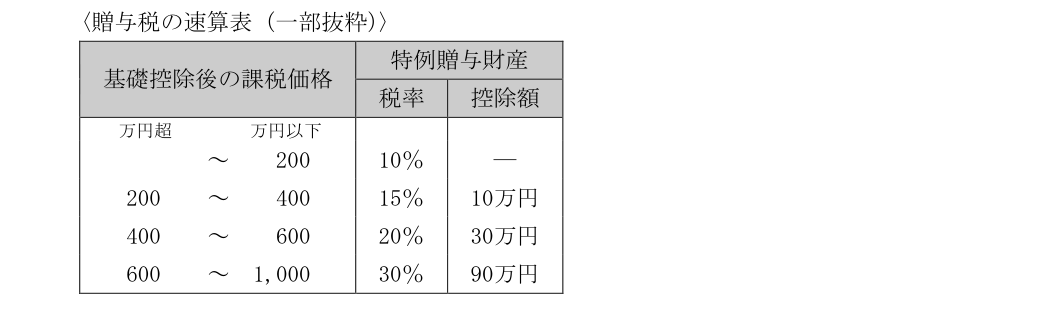 〈贈与税の速算表（一部抜粋）〉
基礎控除後の課税価格 特例贈与財産
税率 控除額
万円超 万円以下
～ 200 10% ―
200 ～ 400 15% 10万円
400 ～ 600 20% 30万円
600 ～ 1,000 30% 90万円